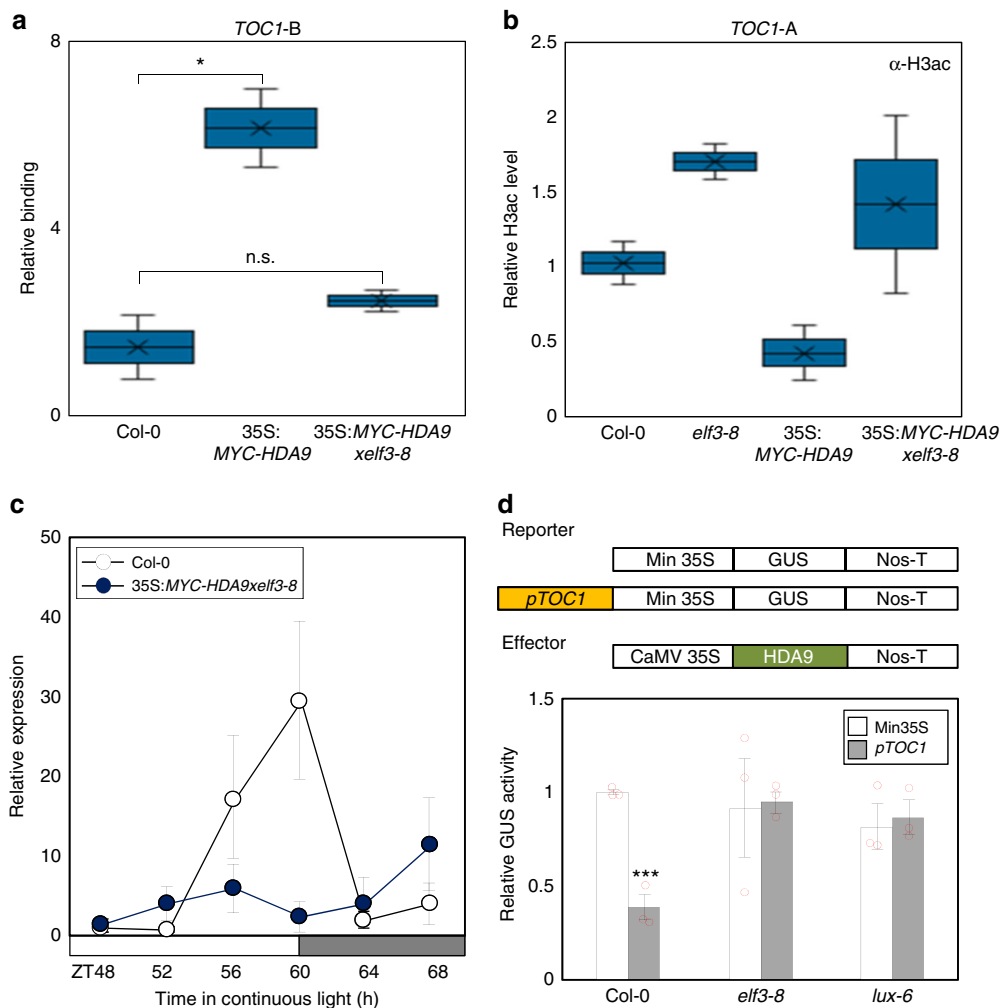 a
TOC1-B
8
4
0
Relative binding
*
n.s.
Col-0
35S:
MYC-HDA9
35S:MYC-HDA9
xelf3-8
b
TOC1-A
α-H3ac
2.5
2
1.5
1
0.5
0
Relative H3ac level
Col-0
elf3-8
35S:
MYC-HDA9
35S:MYC-HDA9
xelf3-8
c
50
40
30
20
10
0
Relative expression
Col-0
35S:MYC-HDA9xelf3-8
ZT48 52 56 60 64 68
Time in continuous light (h)
d
Reporter
Min 35S GUS Nos-T
pTOC1 Min 35S GUS Nos-T
Effector
CaMV 35S HDA9 Nos-T
1.5
1
0.5
0
Relative GUS activity
Min35S
pTOC1
***
Col-0 elf3-8 lux-6